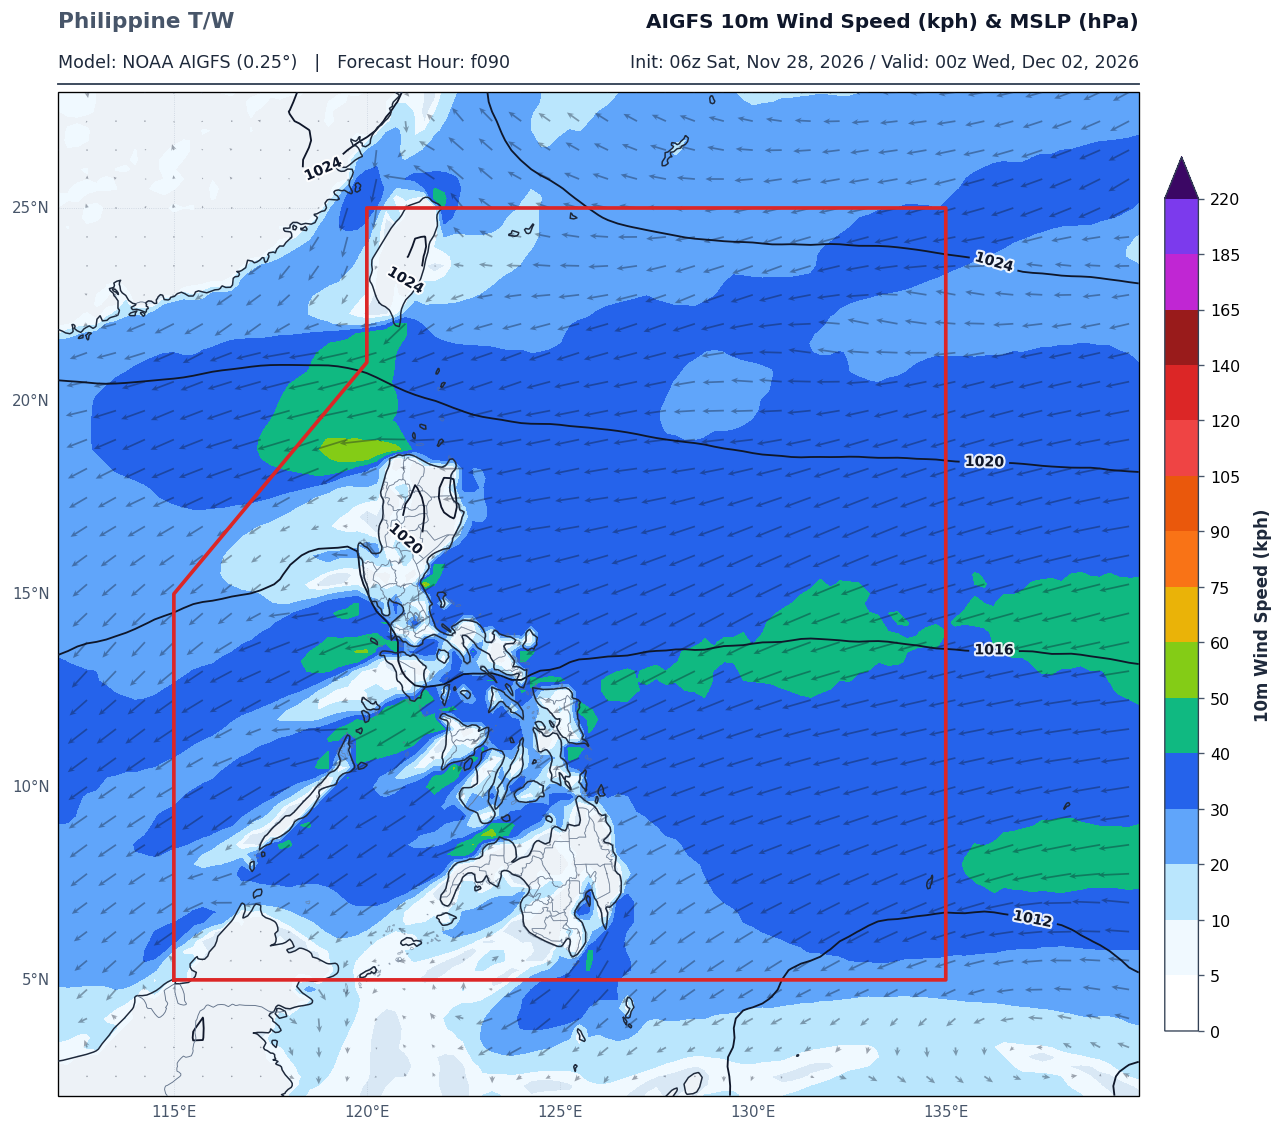 Philippine T/W
AIGFS 10m Wind Speed (kph) & MSLP (hPa)
Model: NOAA AIGFS (0.25°) | Forecast Hour: f090
Init: 06z Sat, Nov 28, 2026 / Valid: 00z Wed, Dec 02, 2026
1024
1024
1024
1020
1020
1016
1012
25°N
20°N
15°N
10°N
5°N
115°E
120°E
125°E
130°E
135°E
220
185
165
140
120
105
90
75
60
50
40
30
20
10
5
0
10m Wind Speed (kph)